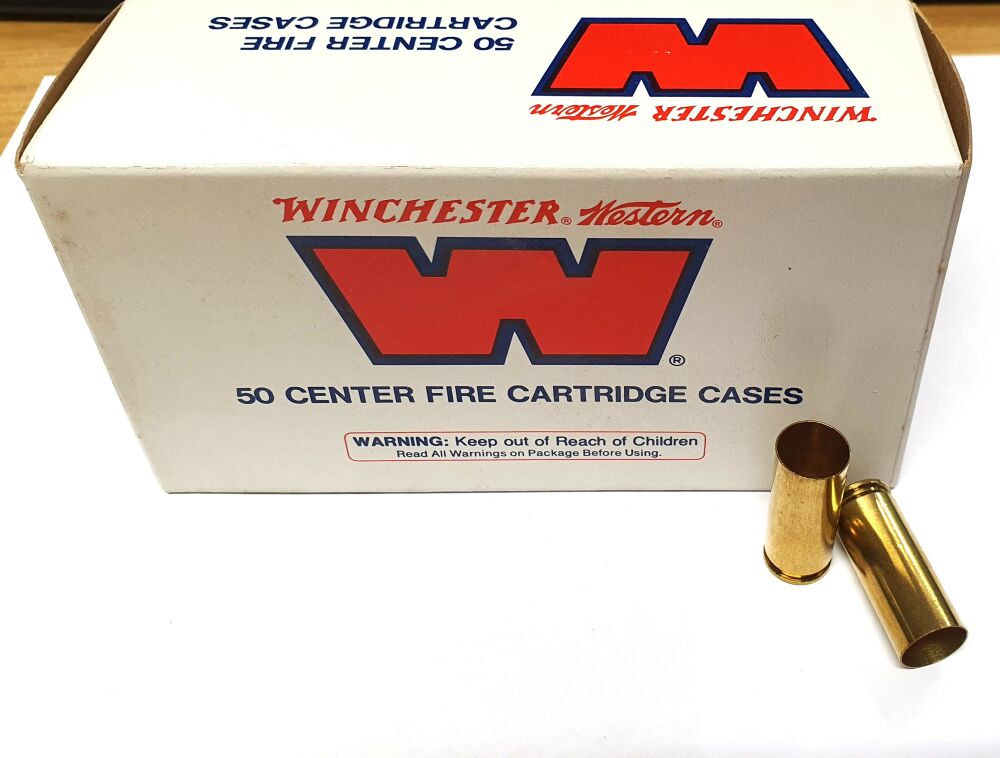 50 CENTER FIRE
CARTRIDGE CASES
W
WINCHESTER Western
WINCHESTER® Western®
W®
50 CENTER FIRE CARTRIDGE CASES
WARNING: Keep out of Reach of Children
Read All Warnings on Package Before Using.